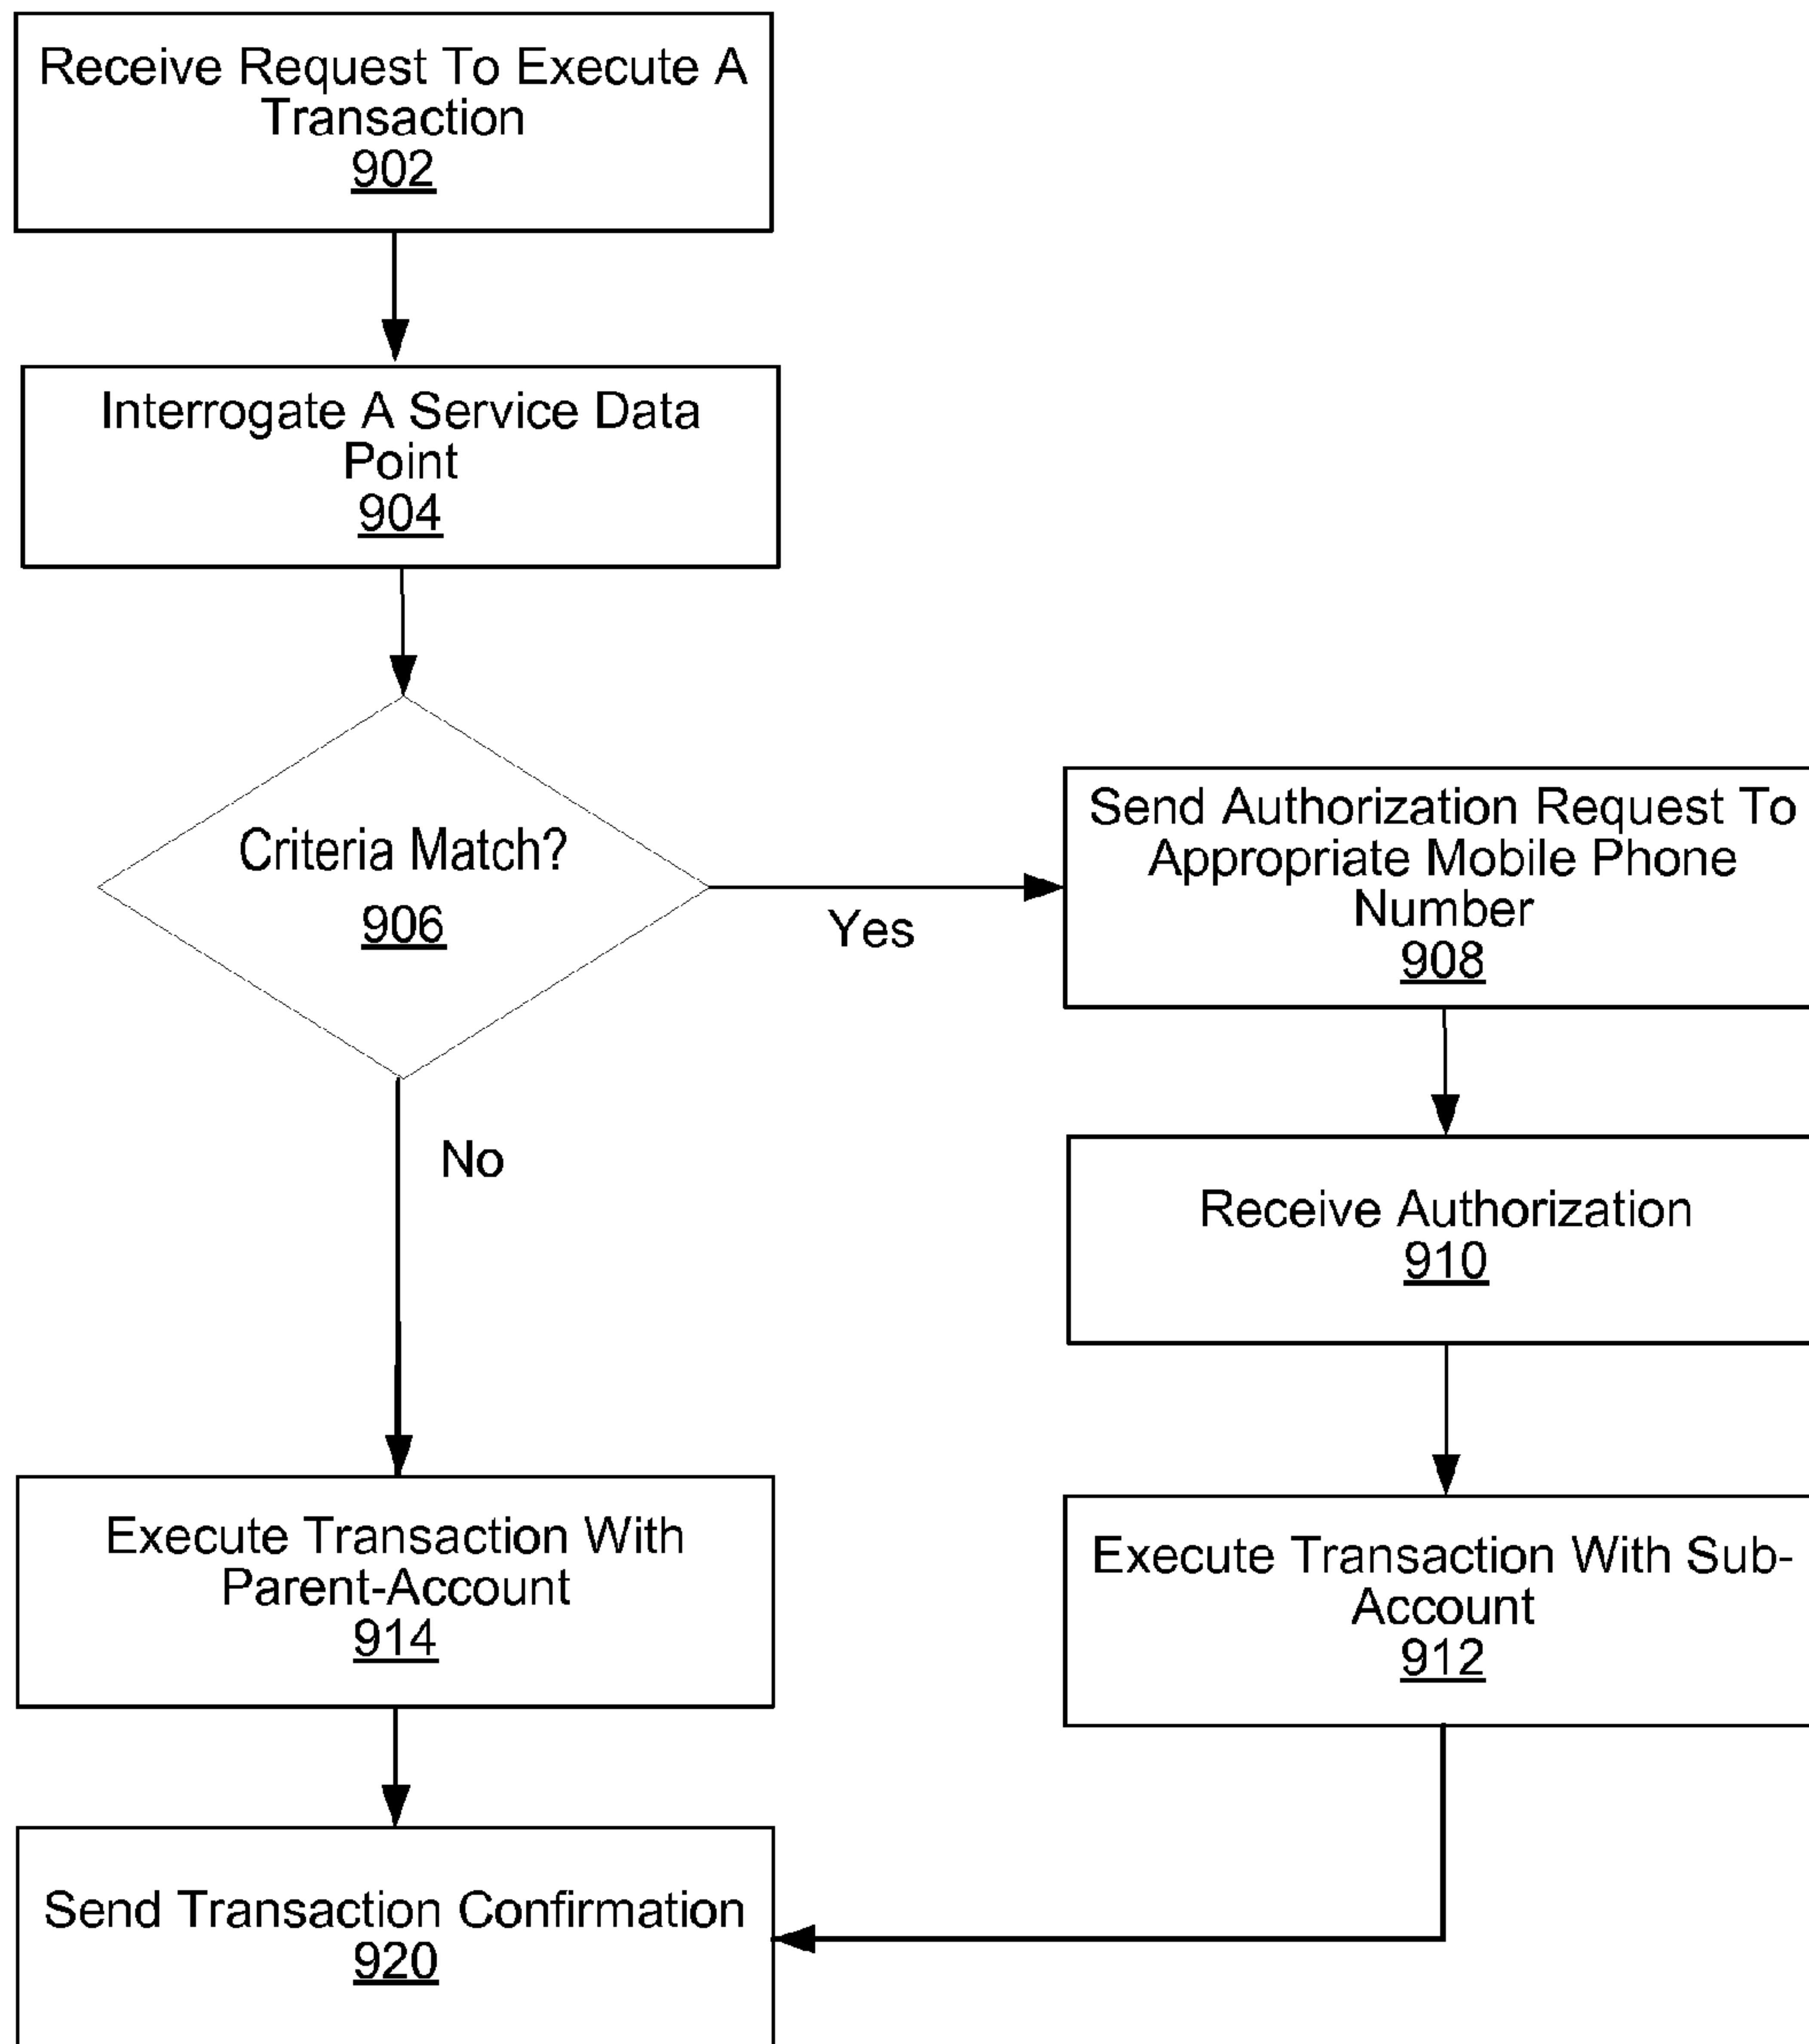 Receive Request To Execute A
Transaction
902
Interrogate A Service Data
Point
904
Criteria Match?
906
Yes
Send Authorization Request To
Appropriate Mobile Phone
Number
908
No
Receive Authorization
910
Execute Transaction With
Parent-Account
914
Execute Transaction With Sub-
Account
912
Send Transaction Confirmation
920